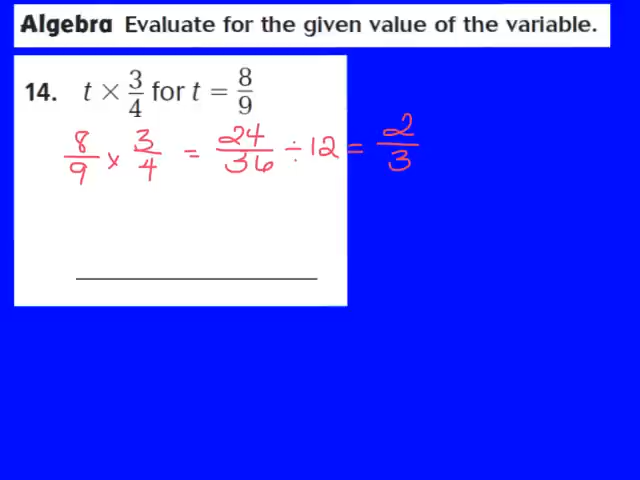 Algebra Evaluate for the given value of the variable.
14. t × 3/4 for t = 8/9
8/9 × 3/4 = 24/36 ÷ 12 = 2/3